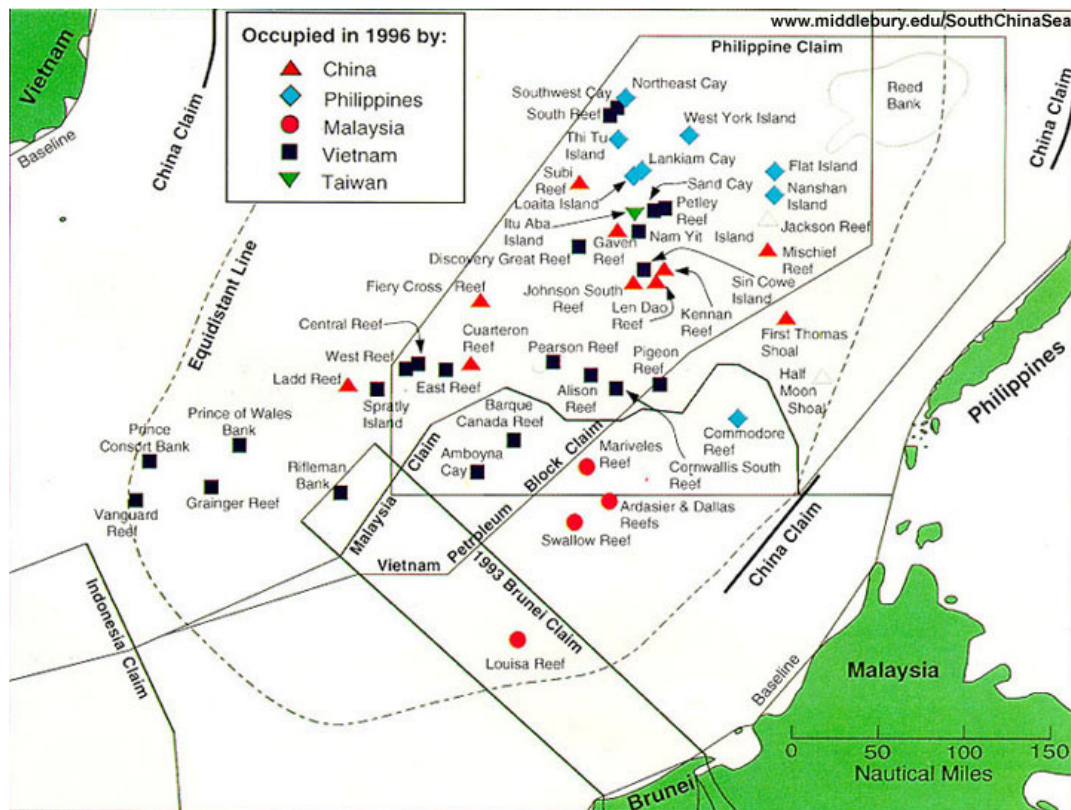 www.middlebury.edu/SouthChinaSea
Occupied in 1996 by:
China
Philippines
Malaysia
Vietnam
Taiwan
Vietnam
Baseline
China Claim
Equidistant Line
Philippine Claim
Reed
Bank
China Claim
Northeast Cay
Southwest Cay
South Reef
West York Island
Thi Tu
Island
Lankiam Cay
Flat Island
Subi
Reef
Sand Cay
Loaita Island
Nanshan
Island
Petley
Reef
Itu Aba
Island
Jackson Reef
Gaven
Reef
Nam Yit Island
Discovery Great Reef
Mischief
Reef
Sin Cowe
Island
Fiery Cross Reef
Johnson South
Reef
Len Dao
Reef
Kennan
Reef
Central Reef
Cuarteron
Reef
First Thomas
Shoal
Pearson Reef
Pigeon
Reef
West Reef
East Reef
Ladd Reef
Spratly
Island
Alison
Reef
Half
Moon
Shoal
Philippines
Prince of Wales
Bank
Barque
Canada Reef
Prince
Consort Bank
Commodore
Reef
Mariveles
Reef
Amboyna
Cay
Cornwallis South
Reef
Rifleman
Bank
Grainger Reef
Vanguard
Reef
Ardasier & Dallas
Reefs
Swallow Reef
Malaysia Claim
Vietnam Petroleum Block Claim
1993 Brunei Claim
China Claim
Indonesia Claim
Louisa Reef
Baseline
Malaysia
Brunei
0 50 100 150
Nautical Miles